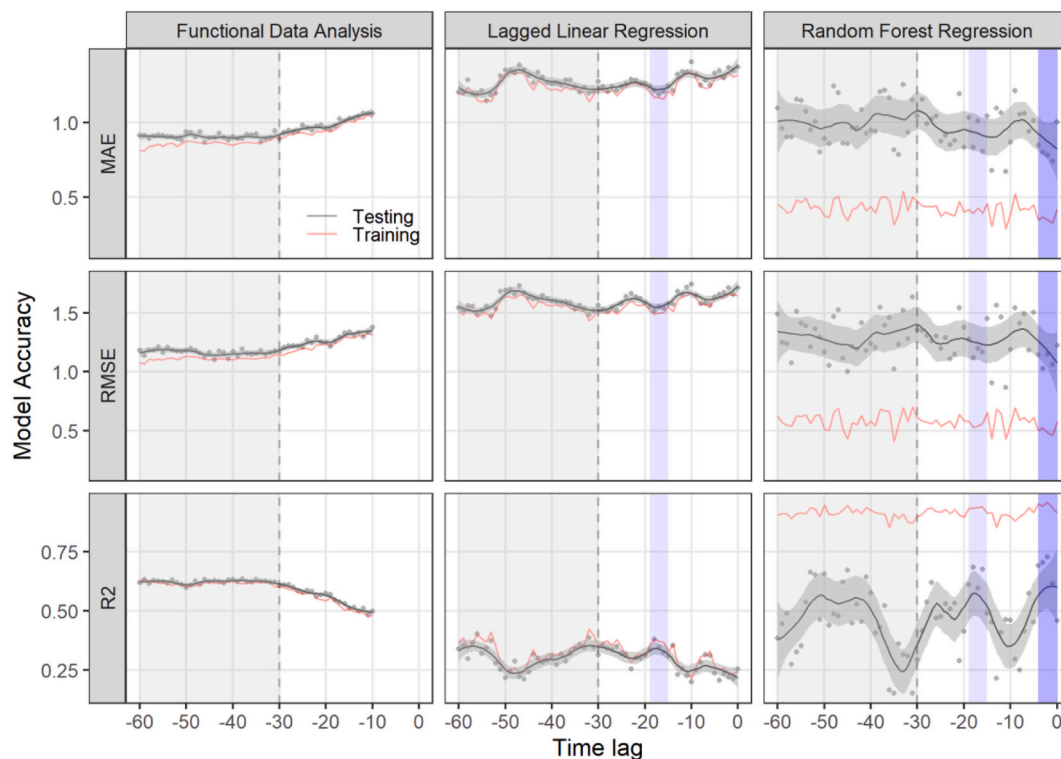 Functional Data Analysis
Lagged Linear Regression
Random Forest Regression
Model Accuracy
MAE
1.0
0.5
Testing
Training
RMSE
1.5
1.0
0.5
R2
0.75
0.50
0.25
-60 -50 -40 -30 -20 -10 0
-60 -50 -40 -30 -20 -10 0
-60 -50 -40 -30 -20 -10 0
Time lag